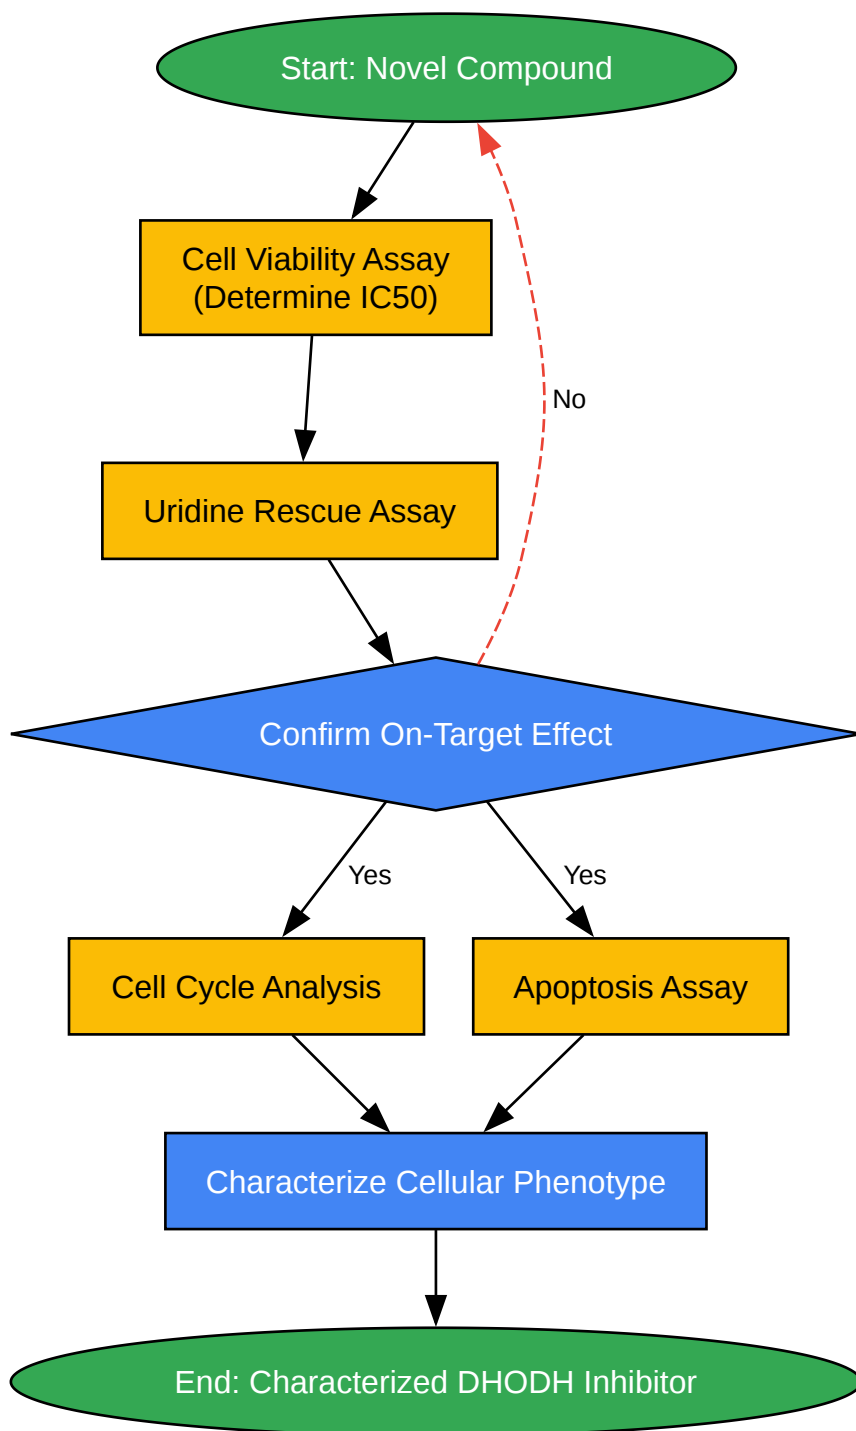 Start: Novel Compound
Cell Viability Assay
(Determine IC50)
No
Uridine Rescue Assay
Confirm On-Target Effect
Yes
Yes
Cell Cycle Analysis
Apoptosis Assay
Characterize Cellular Phenotype
End: Characterized DHODH Inhibitor